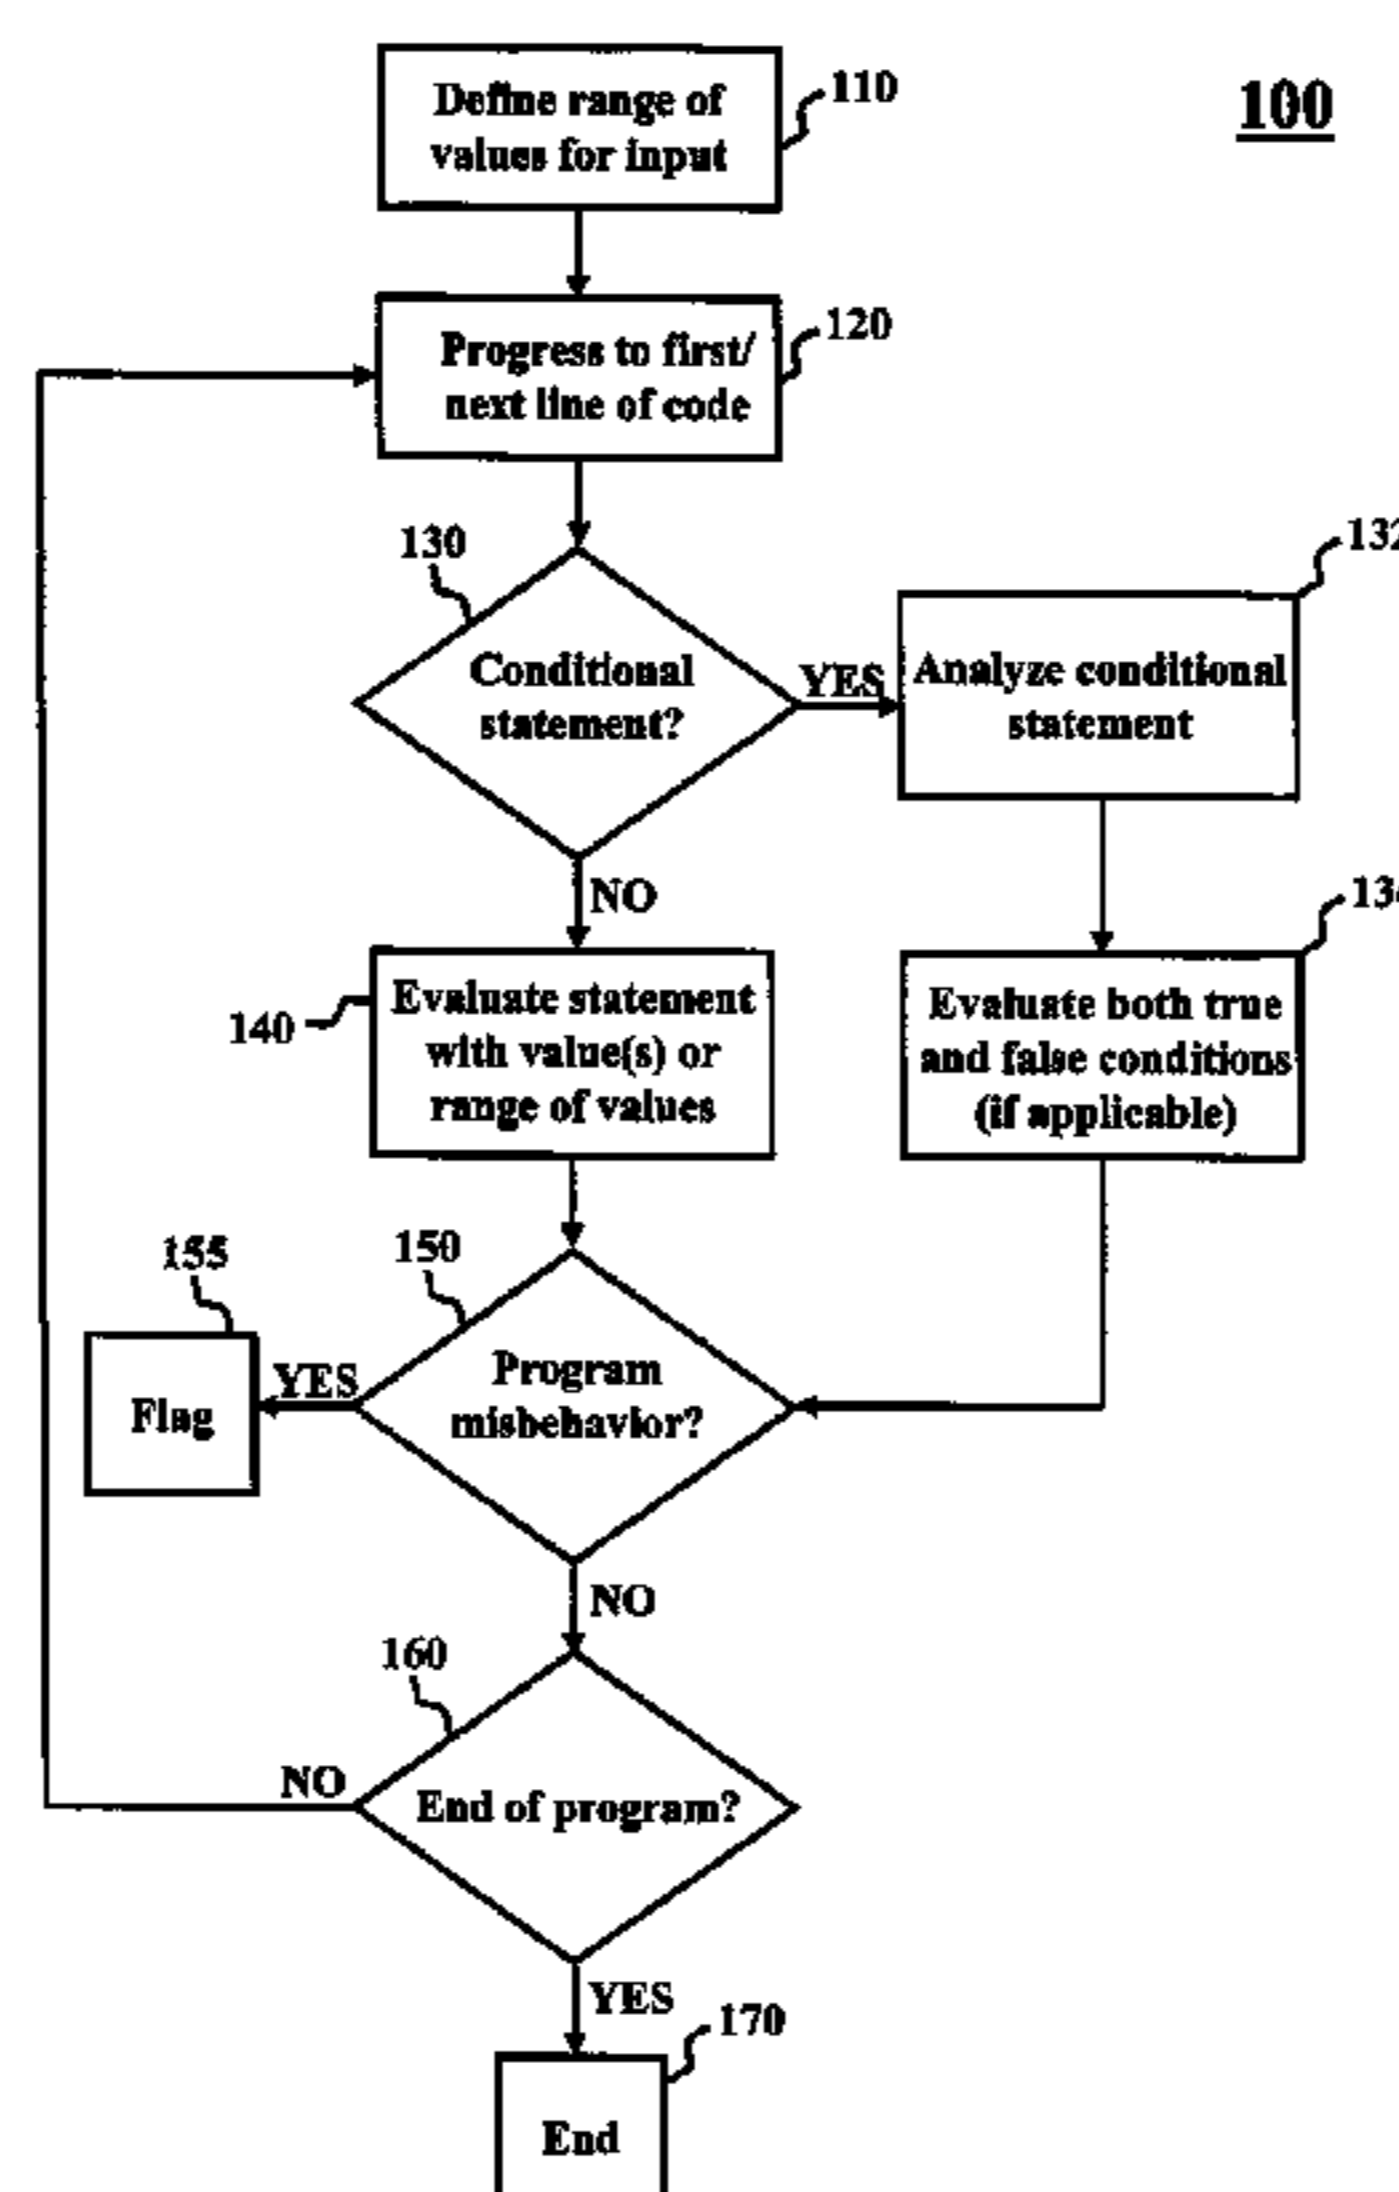 Define range of
values for input
110
100
Progress to first/
next line of code
120
130
Conditional
statement?
YES
132
Analyze conditional
statement
NO
140
Evaluate statement
with value(s) or
range of values
Evaluate both true
and false conditions
(if applicable)
155
150
Flag
YES
Program
misbehavior?
NO
160
NO
End of program?
YES
170
End